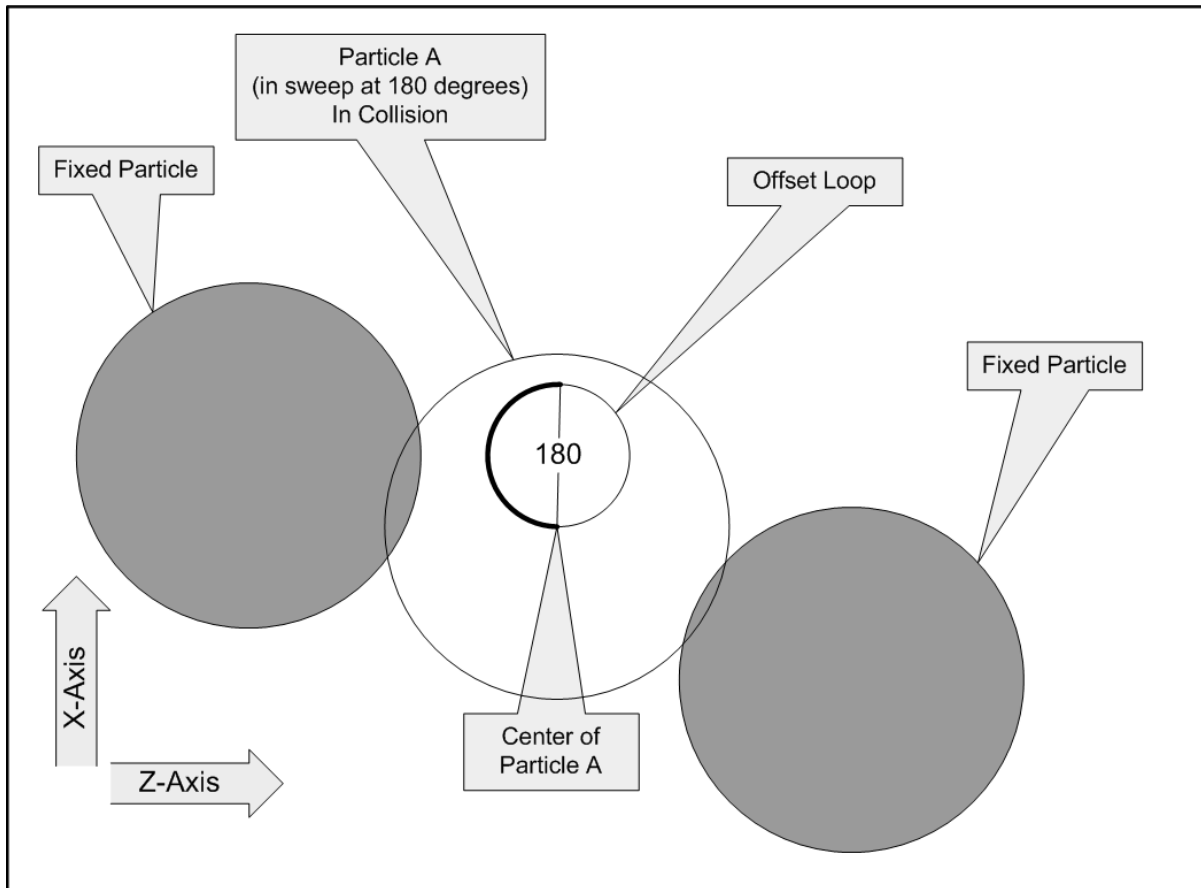 Particle A
(in sweep at 180 degrees)
In Collision
Fixed Particle
Offset Loop
Fixed Particle
180
Center of
Particle A
X-Axis
Z-Axis